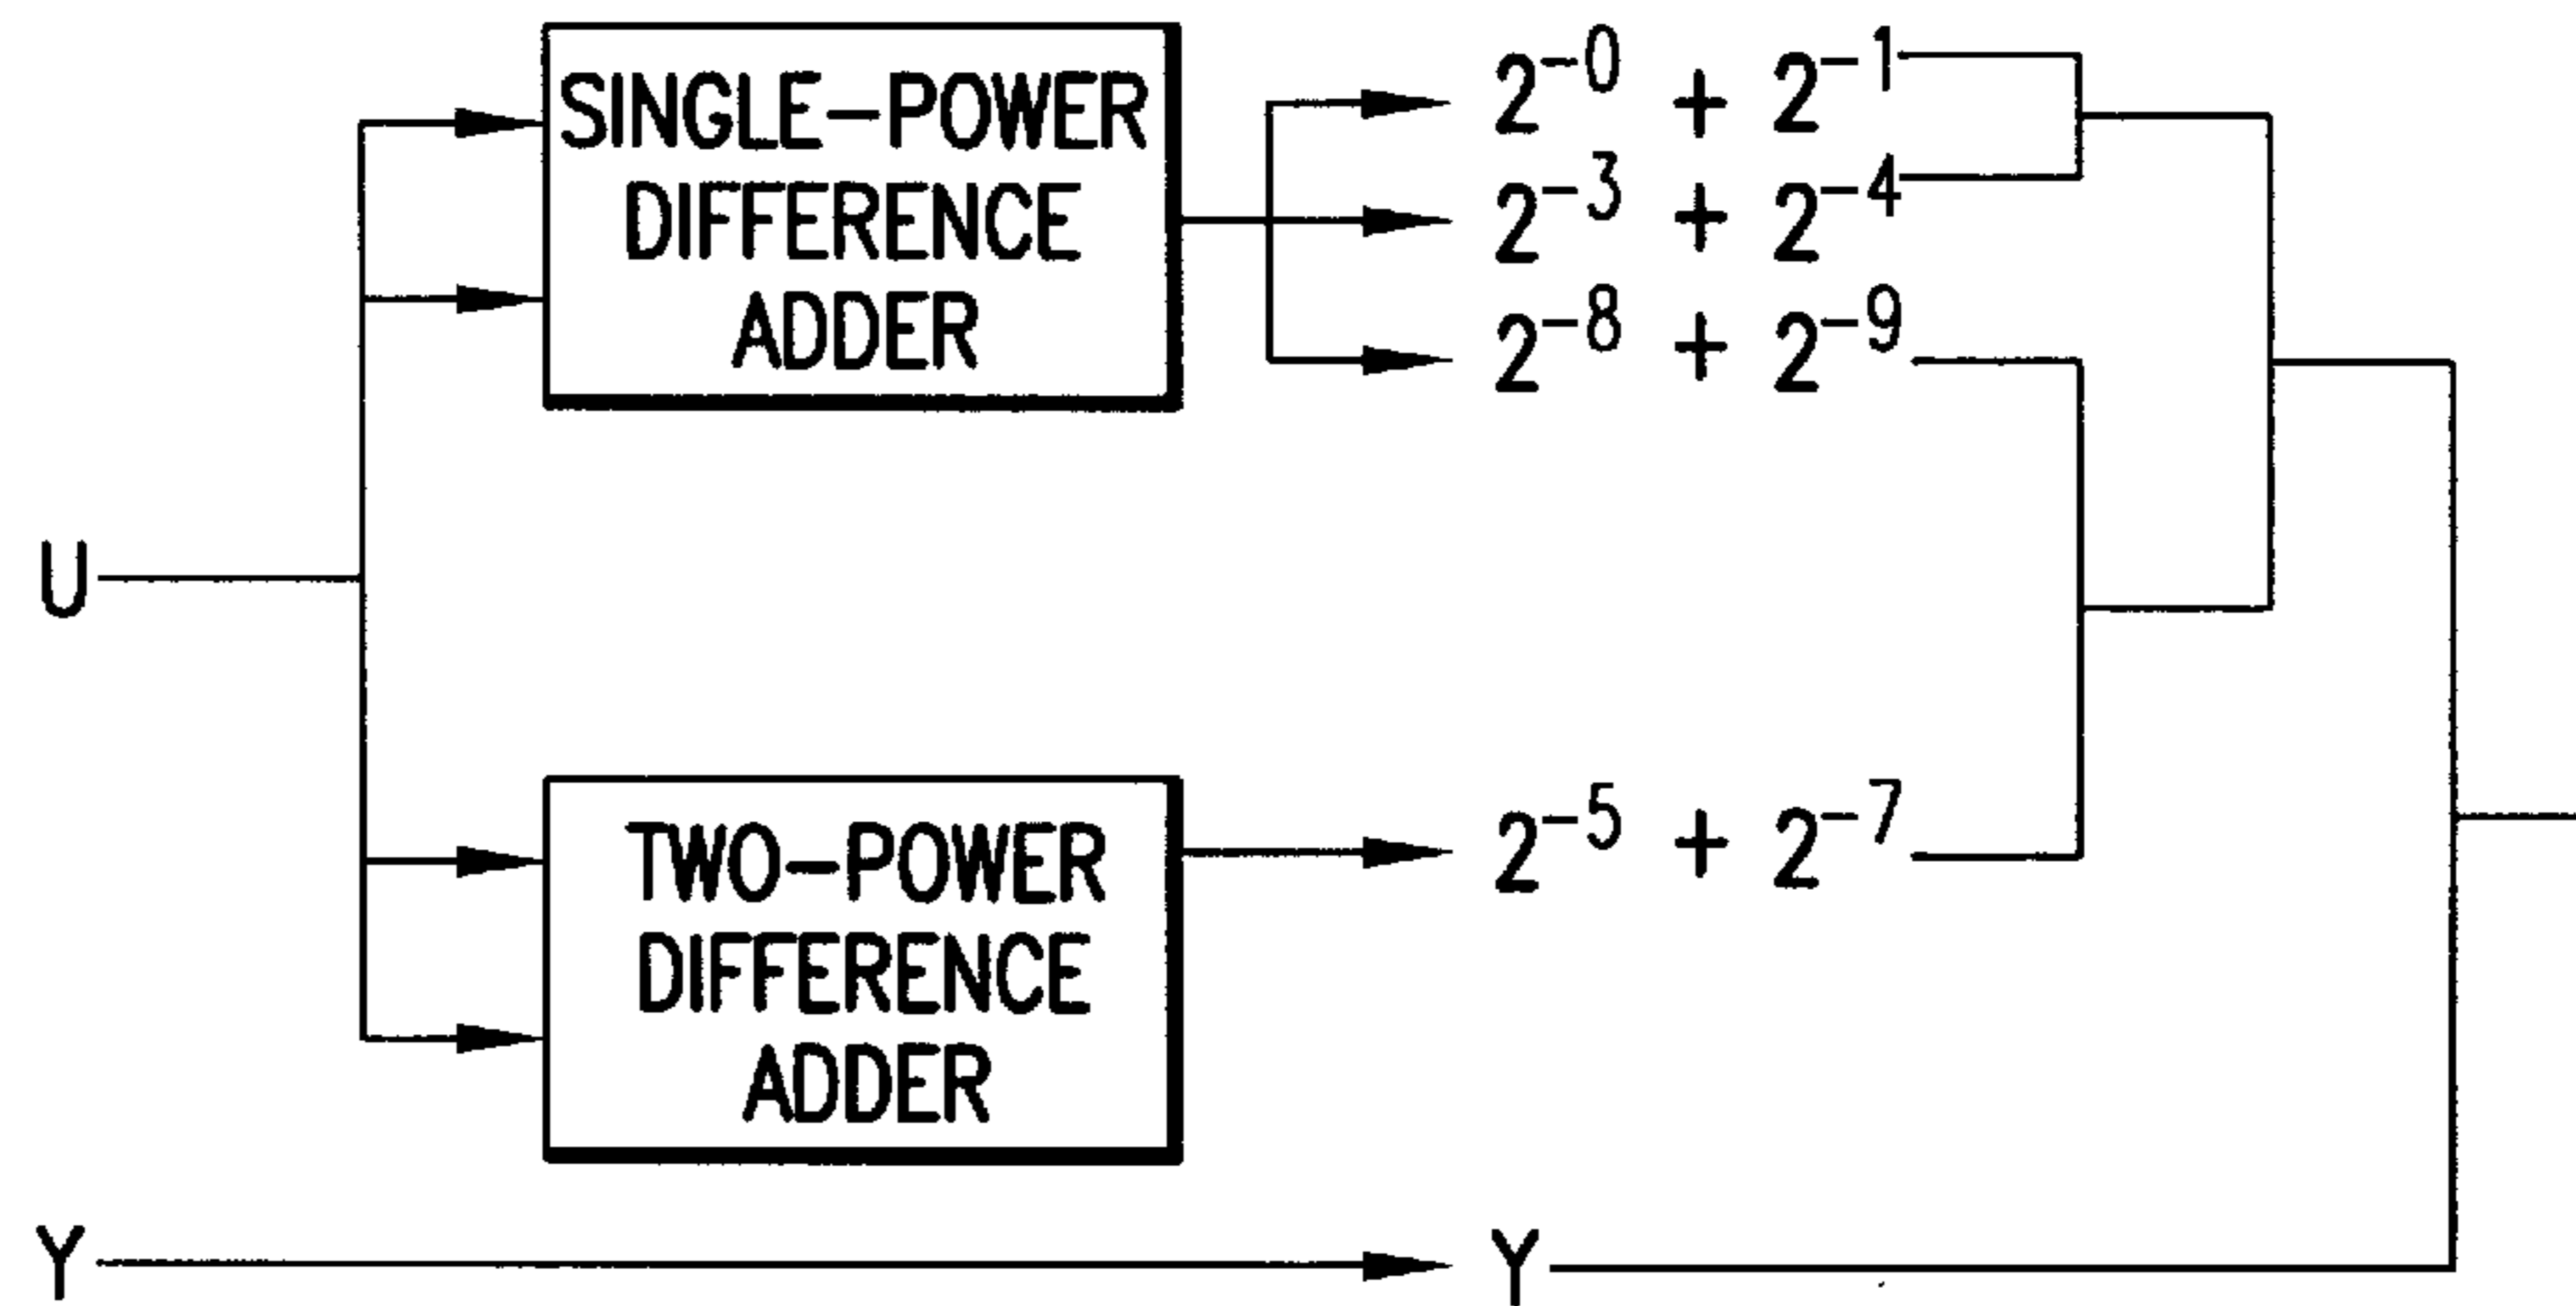 SINGLE-POWER
DIFFERENCE
ADDER
2⁻⁰ + 2⁻¹
2⁻³ + 2⁻⁴
2⁻⁸ + 2⁻⁹
U
TWO-POWER
DIFFERENCE
ADDER
2⁻⁵ + 2⁻⁷
Y
Y